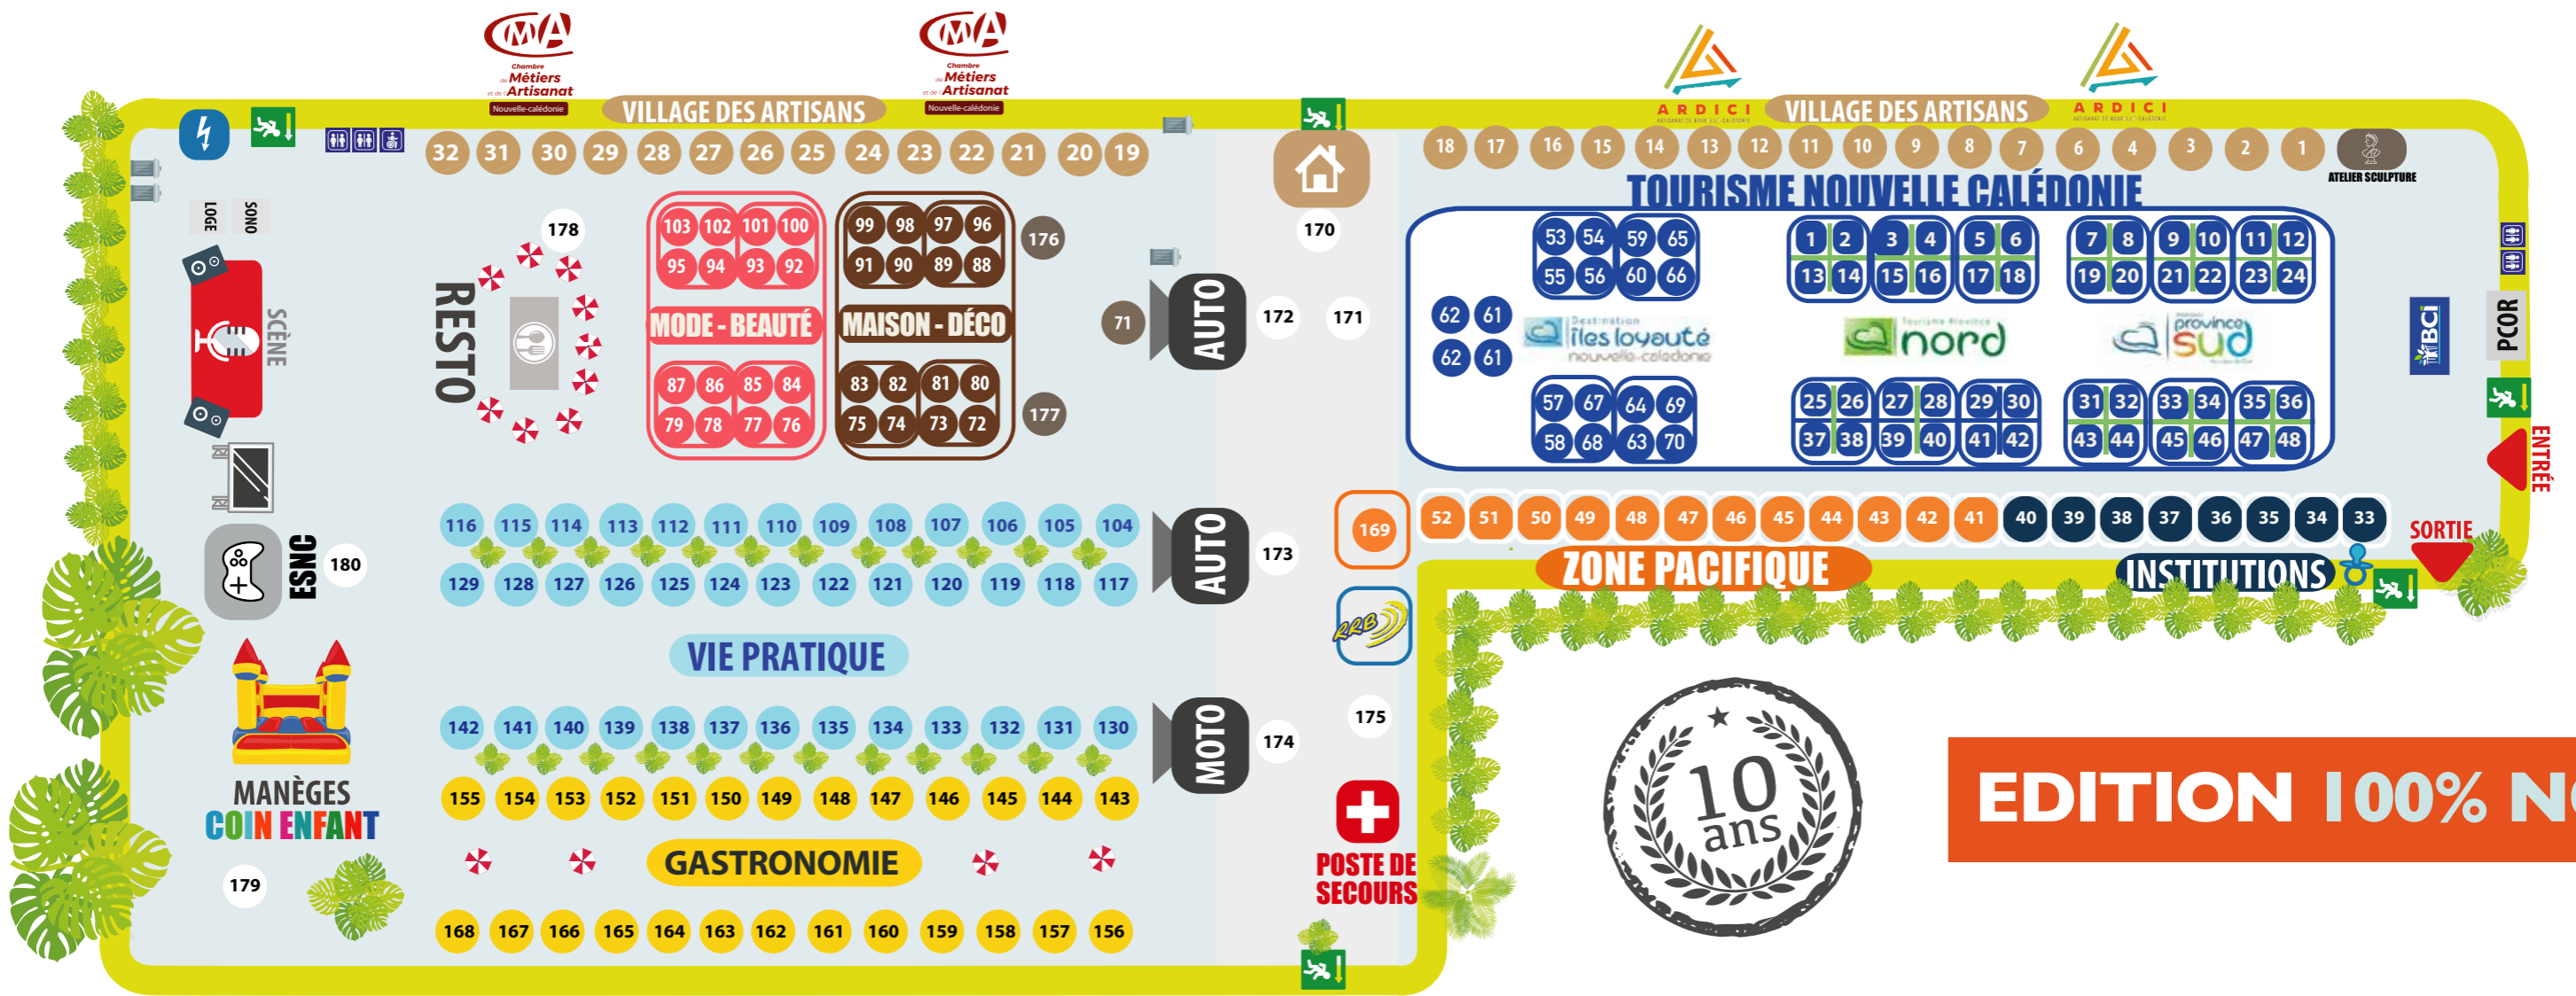 CMA
Chambre
de Métiers
et de l'Artisanat
Nouvelle-calédonie
CMA
Chambre
de Métiers
et de l'Artisanat
Nouvelle-calédonie
ARDICI
ARTISANAT DE NOUVELLE-CALÉDONIE
ARDICI
ARTISANAT DE NOUVELLE-CALÉDONIE
VILLAGE DES ARTISANS
VILLAGE DES ARTISANS
32 31 30 29 28 27 26 25 24 23 22 21 20 19
18 17 16 15 14 13 12 11 10 9 8 7 6 4 3 2 1
ATELIER SCULPTURE
LOGE
SONO
SCÈNE
178
RESTO
103 102 101 100
95 94 93 92
MODE - BEAUTÉ
87 86 85 84
79 78 77 76
99 98 97 96
91 90 89 88
MAISON - DÉCO
83 82 81 80
75 74 73 72
176
71
177
AUTO
172
171
170
TOURISME NOUVELLE CALÉDONIE
53 54 59 65
55 56 60 66
62 61
62 61
Destination
îles loyauté
nouvelle-calédonie
57 67 64 69
58 68 63 70
1 2 3 4 5 6
13 14 15 16 17 18
Tourisme Province
nord
25 26 27 28 29 30
37 38 39 40 41 42
7 8 9 10 11 12
19 20 21 22 23 24
province
sud
31 32 33 34 35 36
43 44 45 46 47 48
BCI
PCOR
ENTRÉE
SORTIE
116 115 114 113 112 111 110 109 108 107 106 105 104
129 128 127 126 125 124 123 122 121 120 119 118 117
AUTO
173
169
52 51 50 49 48 47 46 45 44 43 42 41 40 39 38 37 36 35 34 33
ZONE PACIFIQUE
INSTITUTIONS
ESNC
180
RRB
VIE PRATIQUE
142 141 140 139 138 137 136 135 134 133 132 131 130
MOTO
174
175
155 154 153 152 151 150 149 148 147 146 145 144 143
MANÈGES
COIN ENFANT
179
GASTRONOMIE
168 167 166 165 164 163 162 161 160 159 158 157 156
POSTE DE
SECOURS
10
ans
EDITION 100% N